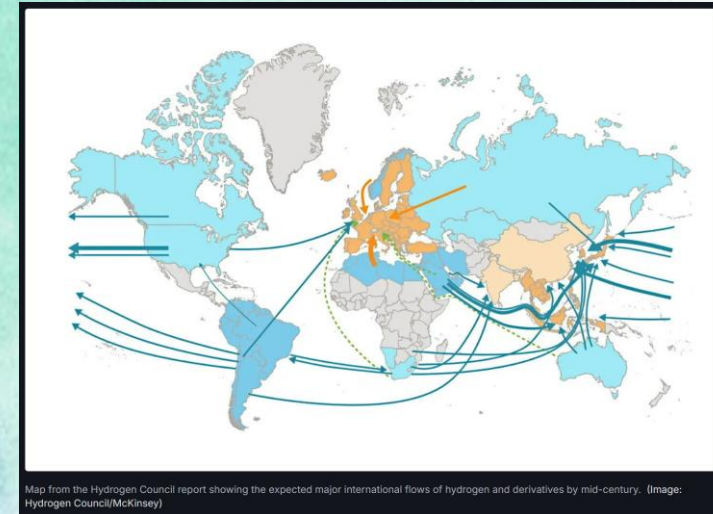 Map from the Hydrogen Council report showing the expected major international flows of hydrogen and derivatives by mid-century. (Image:
Hydrogen Council/McKinsey)